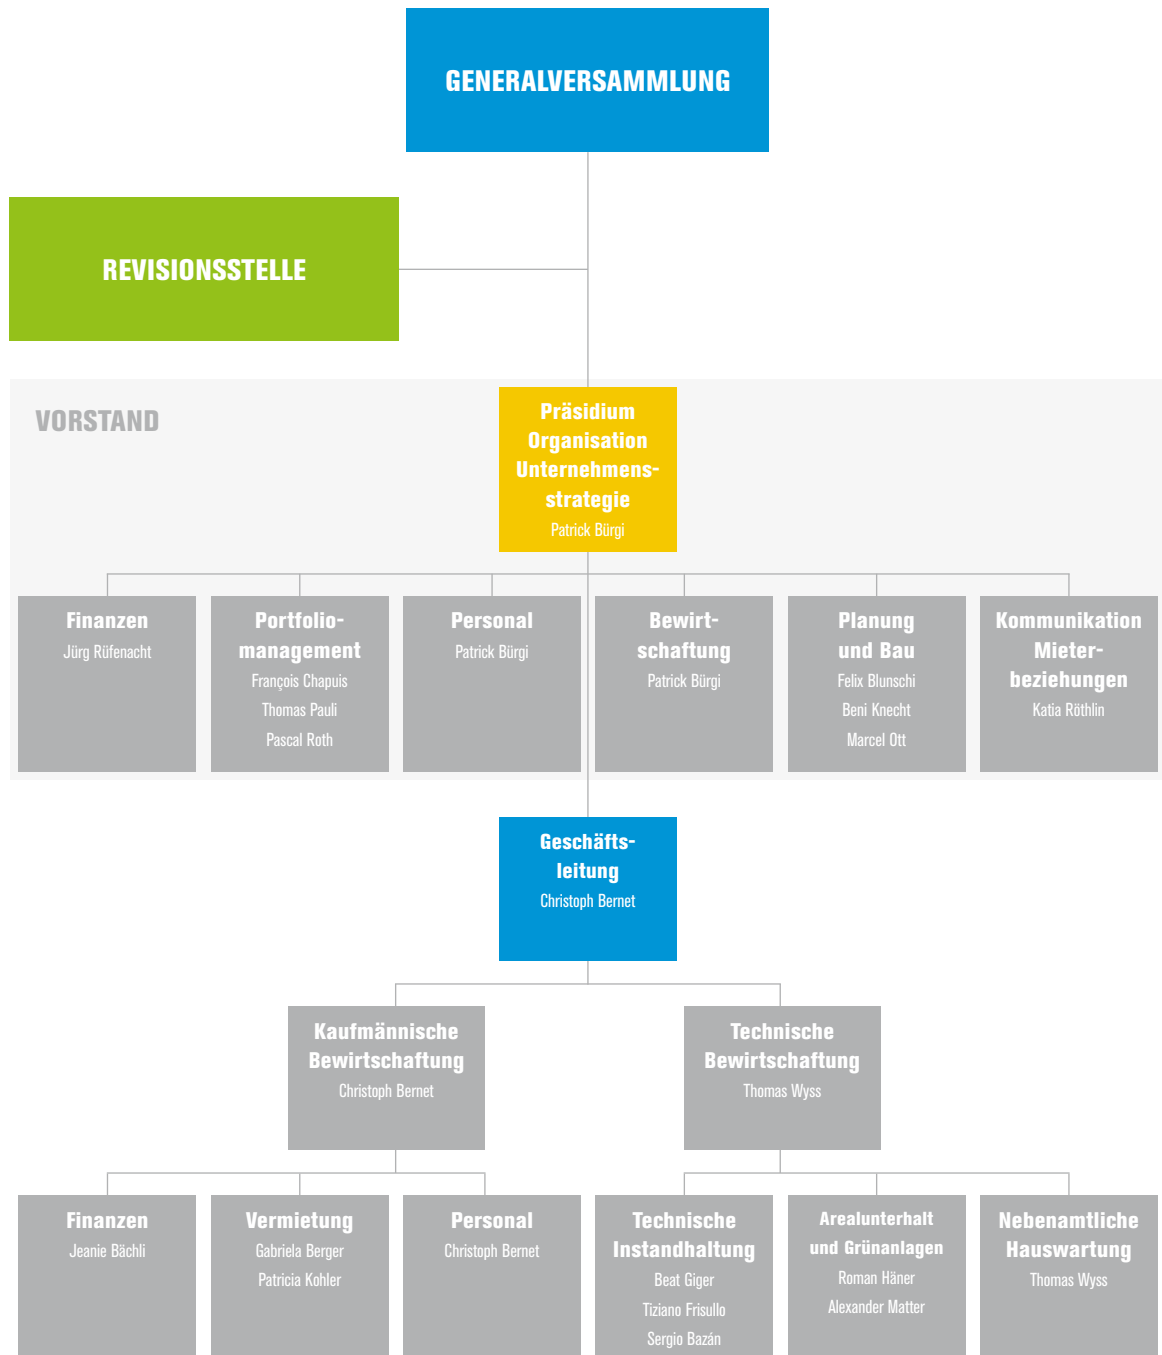 GENERALVERSAMMLUNG
REVISIONSSTELLE
VORSTAND
Präsidium
Organisation
Unternehmens-
strategie
Patrick Bürgi
Finanzen
Jürg Rüfenacht
Portfolio-
management
François Chapuis
Thomas Pauli
Pascal Roth
Personal
Patrick Bürgi
Bewirt-
schaftung
Patrick Bürgi
Planung
und Bau
Felix Blunschi
Beni Knecht
Marcel Ott
Kommunikation
Mieter-
beziehungen
Katia Röthlin
Geschäfts-
leitung
Christoph Bernet
Kaufmännische
Bewirtschaftung
Christoph Bernet
Technische
Bewirtschaftung
Thomas Wyss
Finanzen
Jeanie Bächli
Vermietung
Gabriela Berger
Patricia Kohler
Personal
Christoph Bernet
Technische
Instandhaltung
Beat Giger
Tiziano Frisullo
Sergio Bazán
Arealunterhalt
und Grünanlagen
Roman Häner
Alexander Matter
Nebenamtliche
Hauswartung
Thomas Wyss